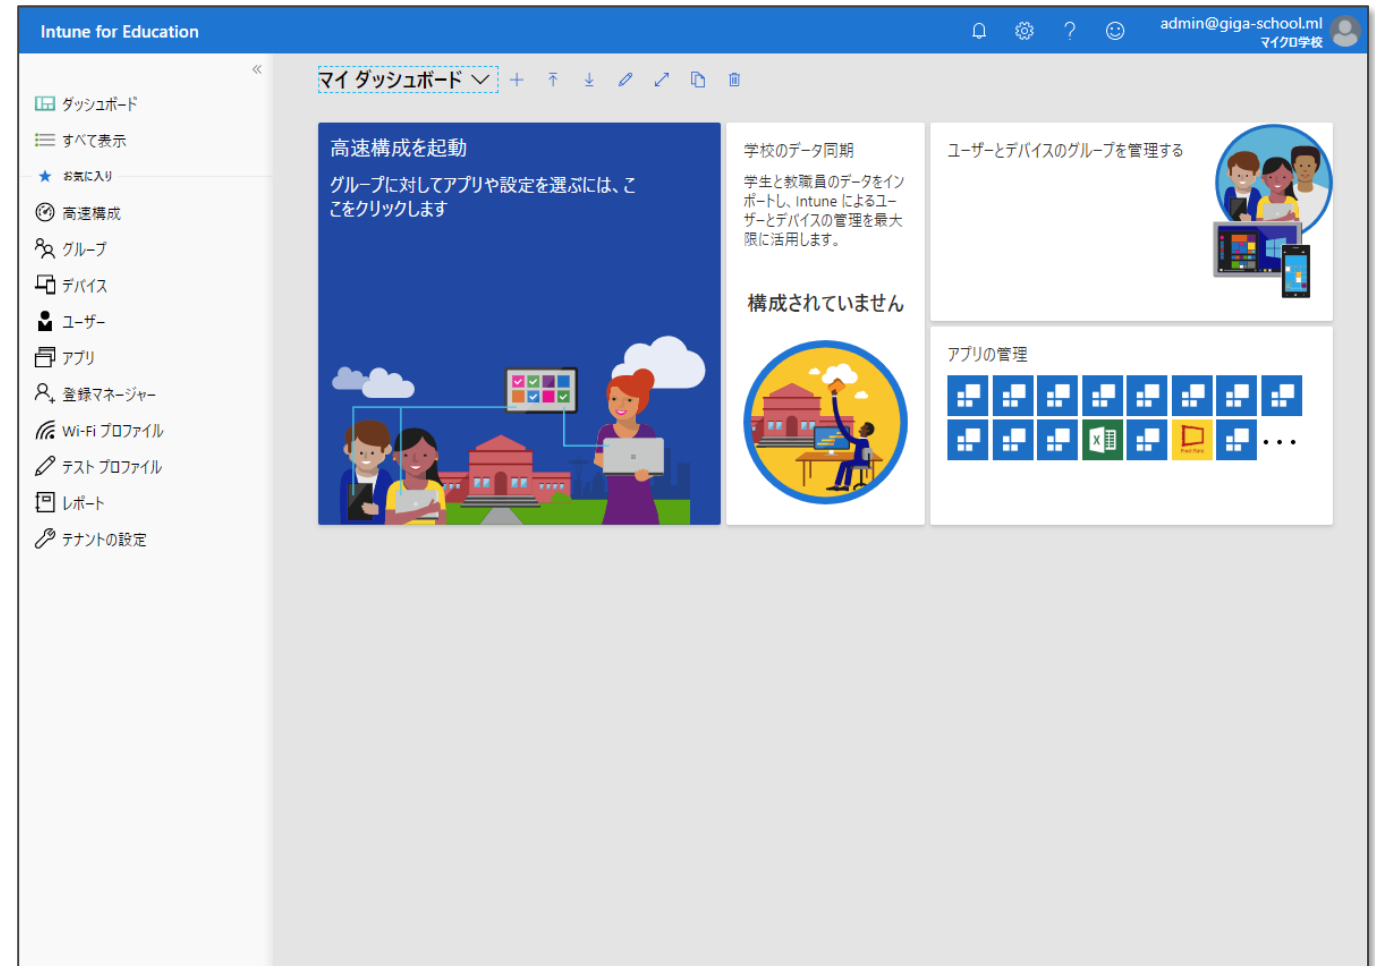 Intune for Education
admin@giga-school.ml
マイクロ学校
ダッシュボード
すべて表示
お気に入り
高速構成
グループ
デバイス
ユーザー
アプリ
登録マネージャー
Wi-Fi プロファイル
テスト プロファイル
レポート
テナントの設定
マイ ダッシュボード
高速構成を起動
グループに対してアプリや設定を選ぶには、こ
こをクリックします
学校のデータ同期
学生と教職員のデータをイン
ポートし、Intune によるユー
ザーとデバイスの管理を最大
限に活用します。
構成されていません
ユーザーとデバイスのグループを管理する
アプリの管理